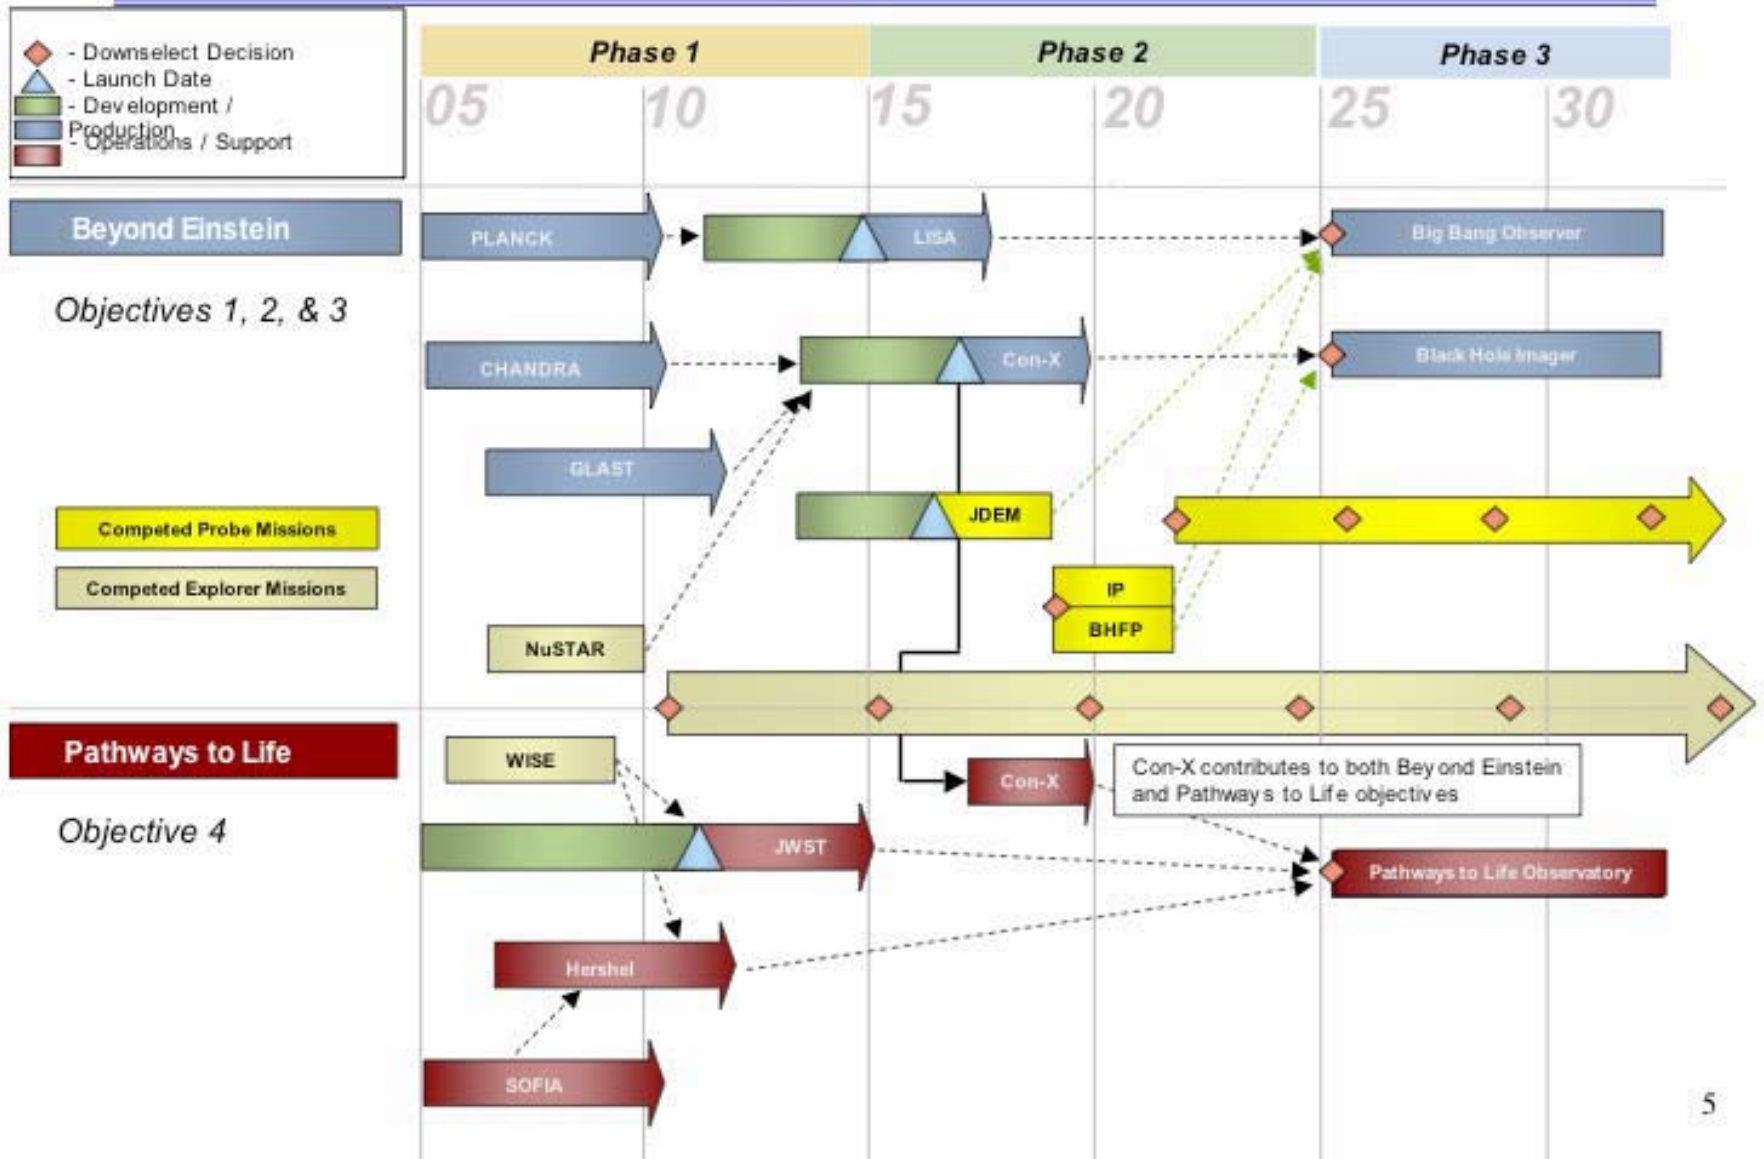 - Downselect Decision
- Launch Date
- Development /
Production
- Operations / Support
Phase 1
Phase 2
Phase 3
05
10
15
20
25
30
Beyond Einstein
Objectives 1, 2, & 3
PLANCK
LISA
Big Bang Observer
CHANDRA
Con-X
Black Hole Imager
GLAST
JDEM
Competed Probe Missions
Competed Explorer Missions
IP
BHFP
NuSTAR
Pathways to Life
Objective 4
WISE
Con-X
Con-X contributes to both Beyond Einstein
and Pathways to Life objectives
JWST
Pathways to Life Observatory
Hershel
SOFIA
5